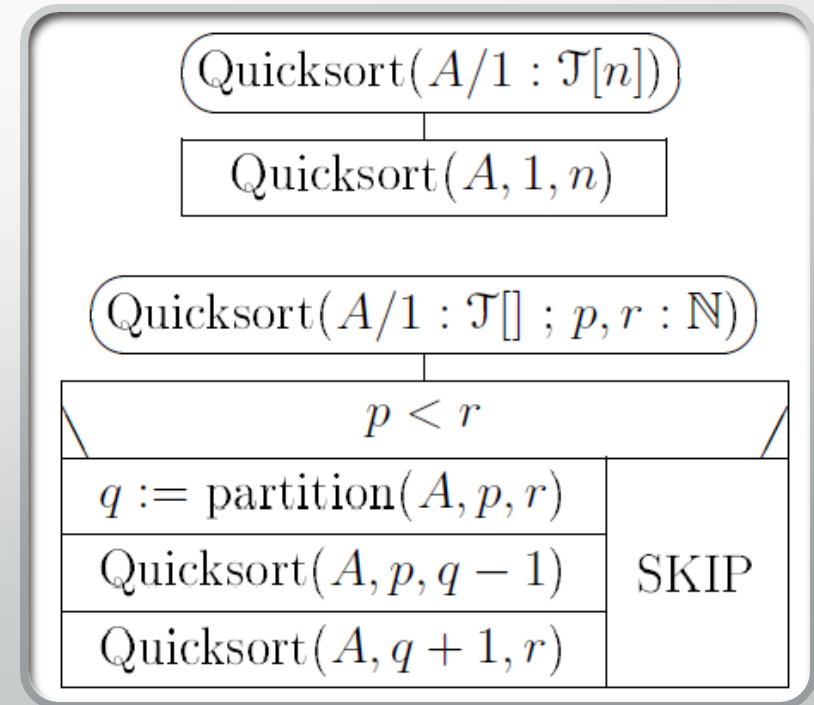 Quicksort(A/1 : 𝒯[n])
Quicksort(A, 1, n)
Quicksort(A/1 : 𝒯[] ; p, r : ℕ)
p < r
q := partition(A, p, r)
Quicksort(A, p, q − 1)
SKIP
Quicksort(A, q + 1, r)